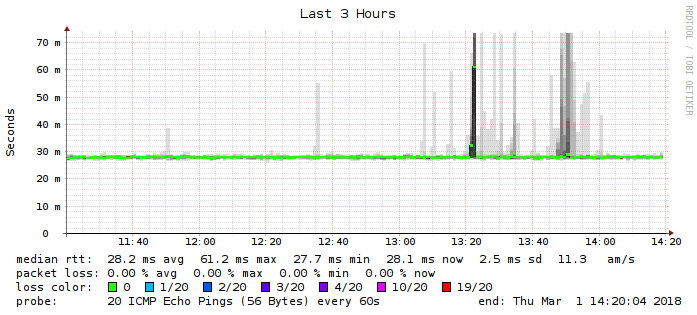 Last 3 Hours
RRDTOOL / TOBI OETIKER
Seconds
70 m
60 m
50 m
40 m
30 m
20 m
10 m
0
11:40 12:00 12:20 12:40 13:00 13:20 13:40 14:00 14:20
median rtt: 28.2 ms avg 61.2 ms max 27.7 ms min 28.1 ms now 2.5 ms sd 11.3 am/s
packet loss: 0.00 % avg 0.00 % max 0.00 % min 0.00 % now
loss color: 0 1/20 2/20 3/20 4/20 10/20 19/20
probe: 20 ICMP Echo Pings (56 Bytes) every 60s end: Thu Mar 1 14:20:04 2018